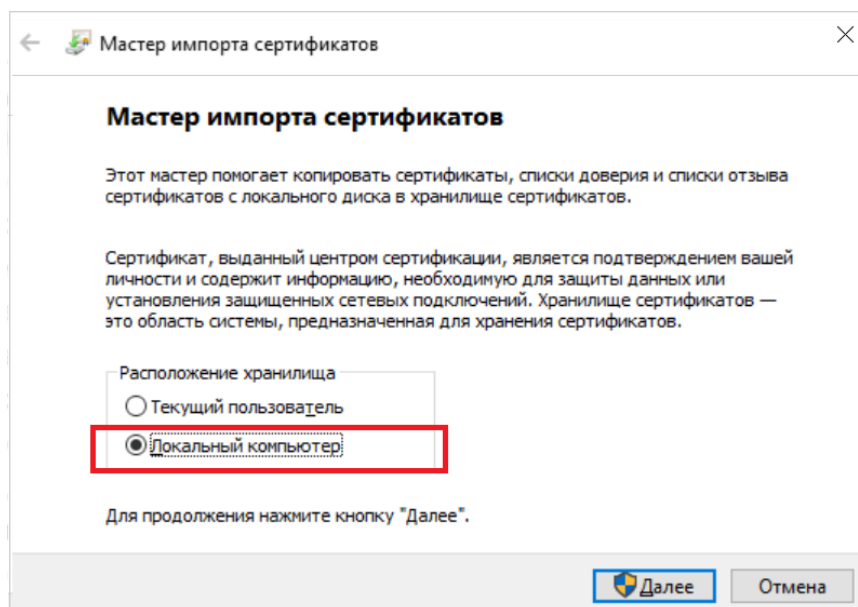 Мастер импорта сертификатов
Мастер импорта сертификатов
Этот мастер помогает копировать сертификаты, списки доверия и списки отзыва
сертификатов с локального диска в хранилище сертификатов.
Сертификат, выданный центром сертификации, является подтверждением вашей
личности и содержит информацию, необходимую для защиты данных или
установления защищенных сетевых подключений. Хранилище сертификатов —
это область системы, предназначенная для хранения сертификатов.
Расположение хранилища
Текущий пользователь
Локальный компьютер
Для продолжения нажмите кнопку "Далее".
Далее
Отмена